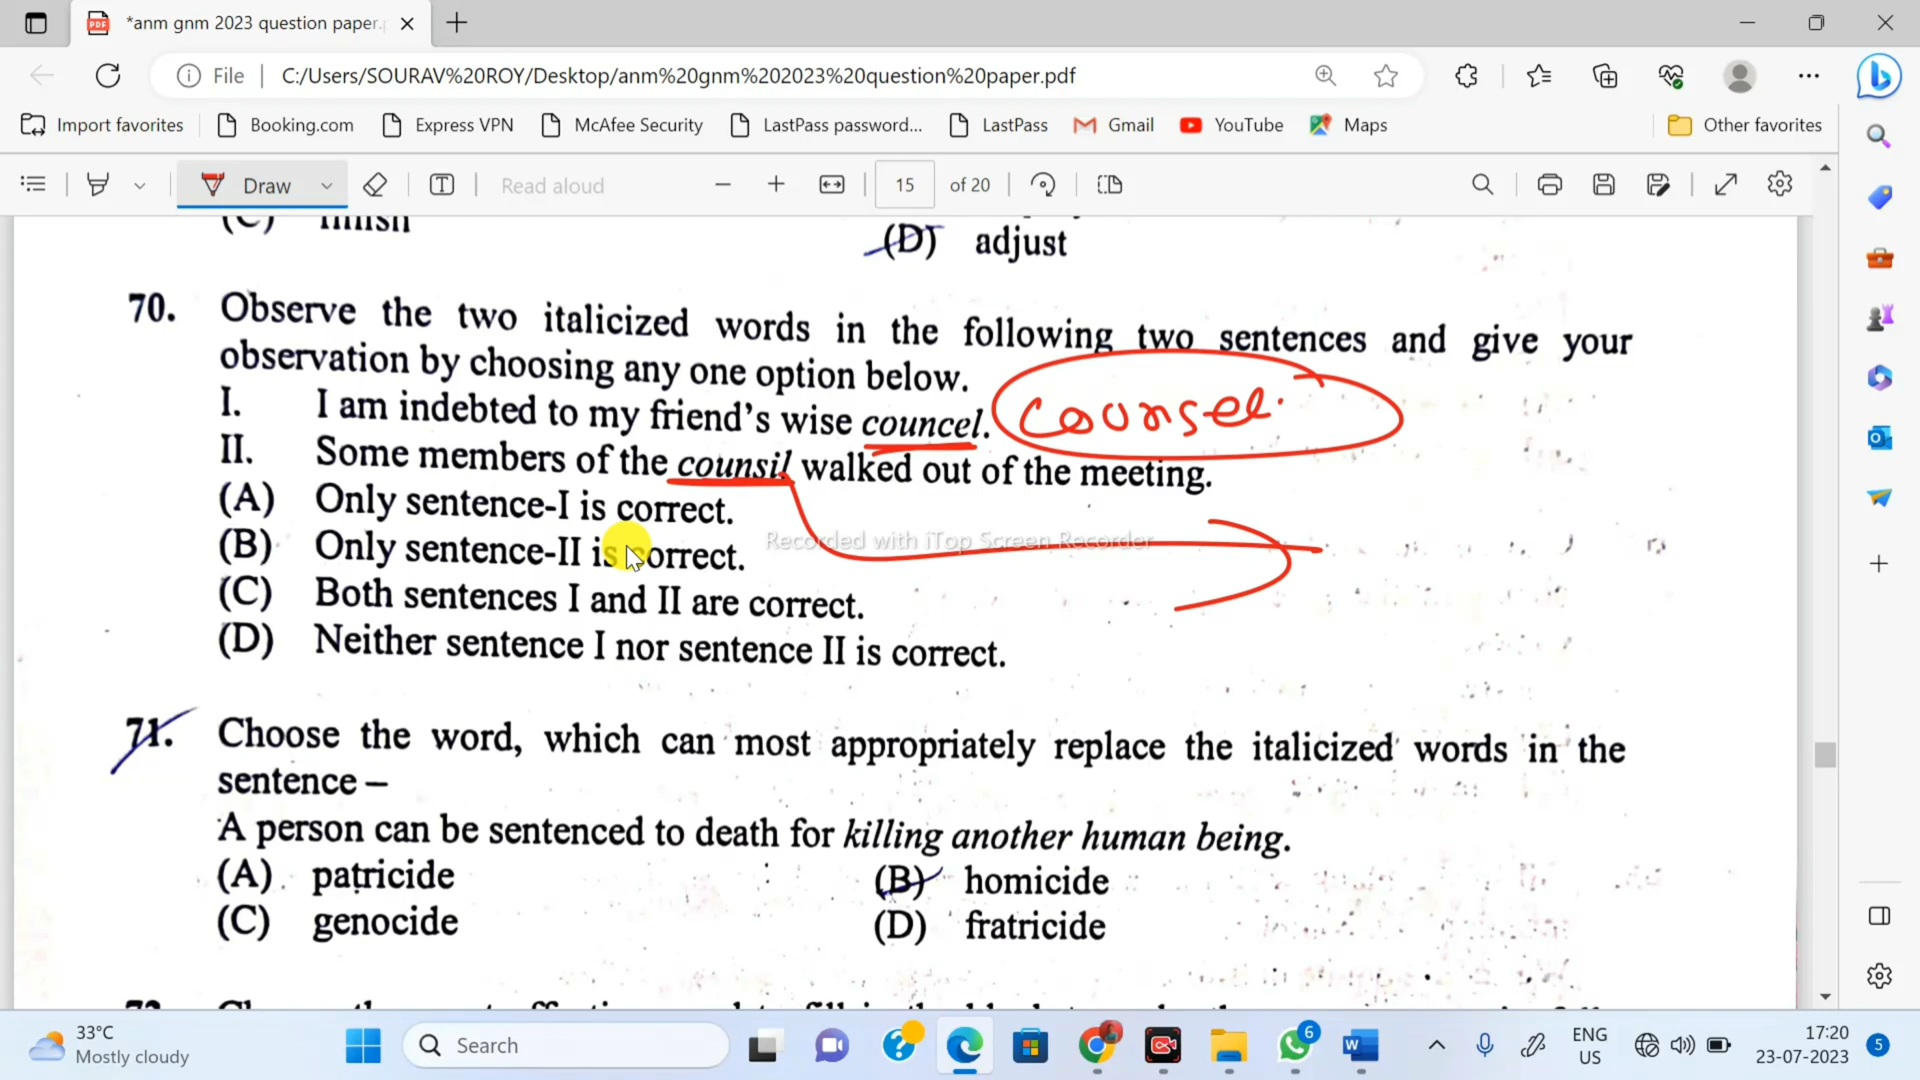 *anm gnm 2023 question paper.p
File C:/Users/SOURAV%20ROY/Desktop/anm%20gnm%202023%20question%20paper.pdf
Import favorites Booking.com Express VPN McAfee Security LastPass password... LastPass Gmail YouTube Maps Other favorites
Draw Read aloud 15 of 20
(C) finish
(D) adjust
70. Observe the two italicized words in the following two sentences and give your
observation by choosing any one option below.
I. I am indebted to my friend's wise councel. Counsel.
II. Some members of the counsil walked out of the meeting.
(A) Only sentence-I is correct.
Recorded with iTop Screen Recorder
(B) Only sentence-II is correct.
(C) Both sentences I and II are correct.
(D) Neither sentence I nor sentence II is correct.
71. Choose the word, which can most appropriately replace the italicized words in the
sentence –
A person can be sentenced to death for killing another human being.
(A) patricide (B) homicide
(C) genocide (D) fratricide
33°C
Mostly cloudy
Search
6
ENG
US
17:20
23-07-2023
5